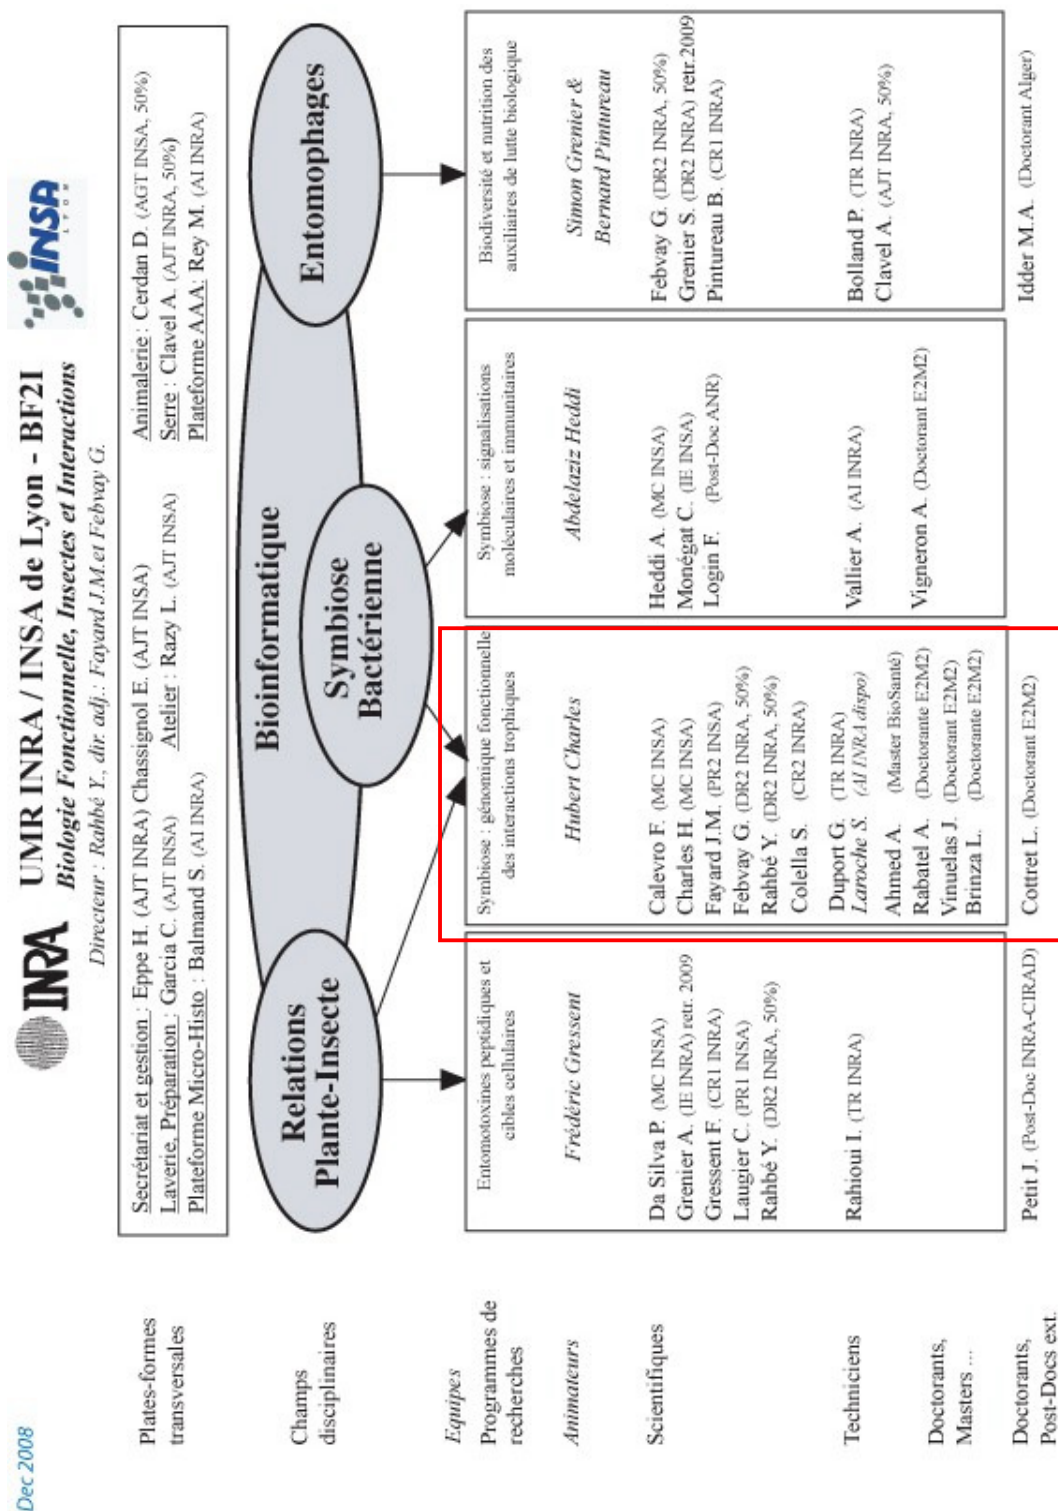 Dec 2008
INRA
UMR INRA / INSA de Lyon - BF2I
INSA
LYON
Biologie Fonctionnelle, Insectes et Interactions
Directeur : Rahbé Y., dir. adj.: Fayard J.M.et Febvay G.
Plates-formes
transversales
Secrétariat et gestion : Eppe H. (AJT INRA) Chassignol E. (AJT INSA)
Laverie, Préparation : Garcia C. (AJT INSA)
Atelier : Razy L. (AJT INSA)
Plateforme Micro-Histo : Balmand S. (AI INRA)
Animalerie : Cerdan D. (AGT INSA, 50%)
Serre : Clavel A. (AJT INRA, 50%)
Plateforme AAA: Rey M. (AI INRA)
Champs
disciplinaires
Bioinformatique
Relations
Plante-Insecte
Symbiose
Bactérienne
Entomophages
Equipes
Programmes de
recherches
Animateurs
Scientifiques
Techniciens
Doctorants,
Masters ...
Doctorants,
Post-Docs ext.
Entomotoxines peptidiques et
cibles cellulaires
Frédéric Gressent
Da Silva P. (MC INSA)
Grenier A. (IE INRA) retr. 2009
Gressent F. (CR1 INRA)
Laugier C. (PR1 INSA)
Rahbé Y. (DR2 INRA, 50%)
Rahioui I. (TR INRA)
Petit J. (Post-Doc INRA-CIRAD)
Symbiose : génomique fonctionnelle
des interactions trophiques
Hubert Charles
Calevro F. (MC INSA)
Charles H. (MC INSA)
Fayard J.M. (PR2 INSA)
Febvay G. (DR2 INRA, 50%)
Rahbé Y. (DR2 INRA, 50%)
Colella S. (CR2 INRA)
Duport G. (TR INRA)
Laroche S. (AI INRA dispo)
Ahmed A. (Master BioSanté)
Rabatel A. (Doctorante E2M2)
Vinuelas J. (Doctorant E2M2)
Brinza L. (Doctorante E2M2)
Cottret L. (Doctorant E2M2)
Symbiose : signalisations
moléculaires et immunitaires
Abdelaziz Heddi
Heddi A. (MC INSA)
Monégat C. (IE INSA)
Login F. (Post-Doc ANR)
Vallier A. (AI INRA)
Vigneron A. (Doctorant E2M2)
Biodiversité et nutrition des
auxiliaires de lutte biologique
Simon Grenier &
Bernard Pintureau
Febvay G. (DR2 INRA, 50%)
Grenier S. (DR2 INRA) retr.2009
Pintureau B. (CR1 INRA)
Bolland P. (TR INRA)
Clavel A. (AJT INRA, 50%)
Idder M.A. (Doctorant Alger)